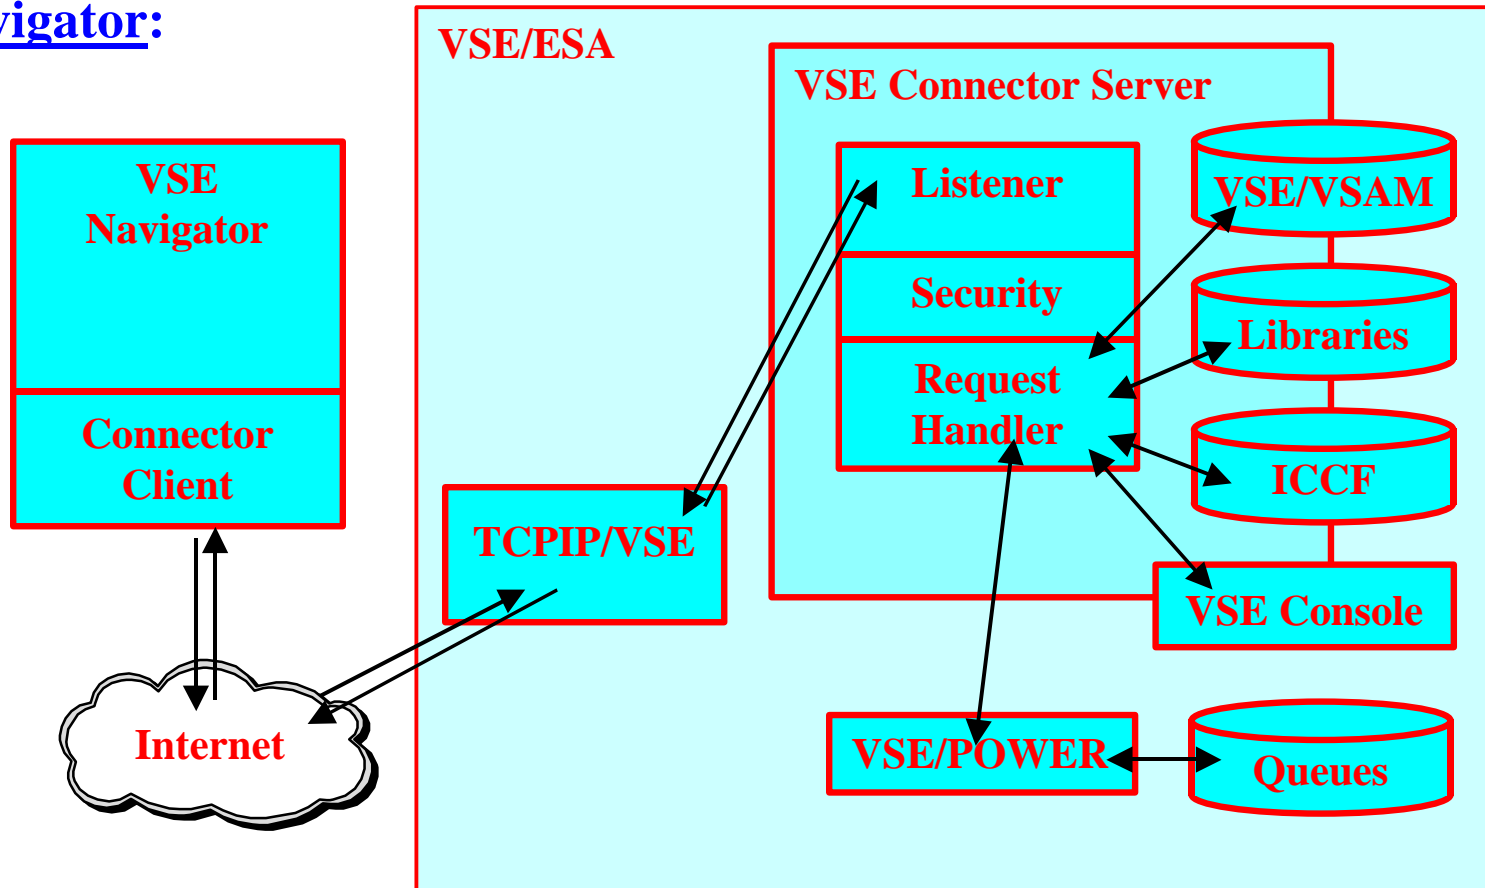 vigator:
VSE/ESA
VSE Connector Server
VSE
Navigator
Connector
Client
Internet
TCPIP/VSE
Listener
Security
Request
Handler
VSE/VSAM
Libraries
ICCF
VSE Console
VSE/POWER
Queues